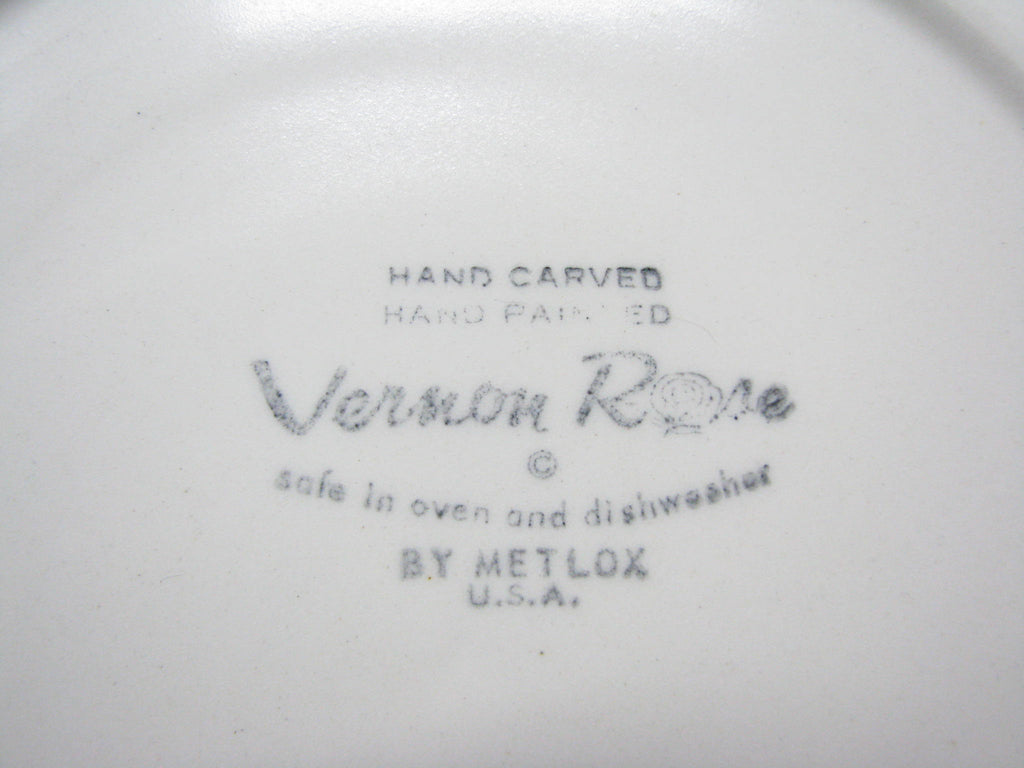 HAND CARVED
HAND PAINTED
Vernon Rose
©
safe in oven and dishwasher
BY METLOX
U.S.A.